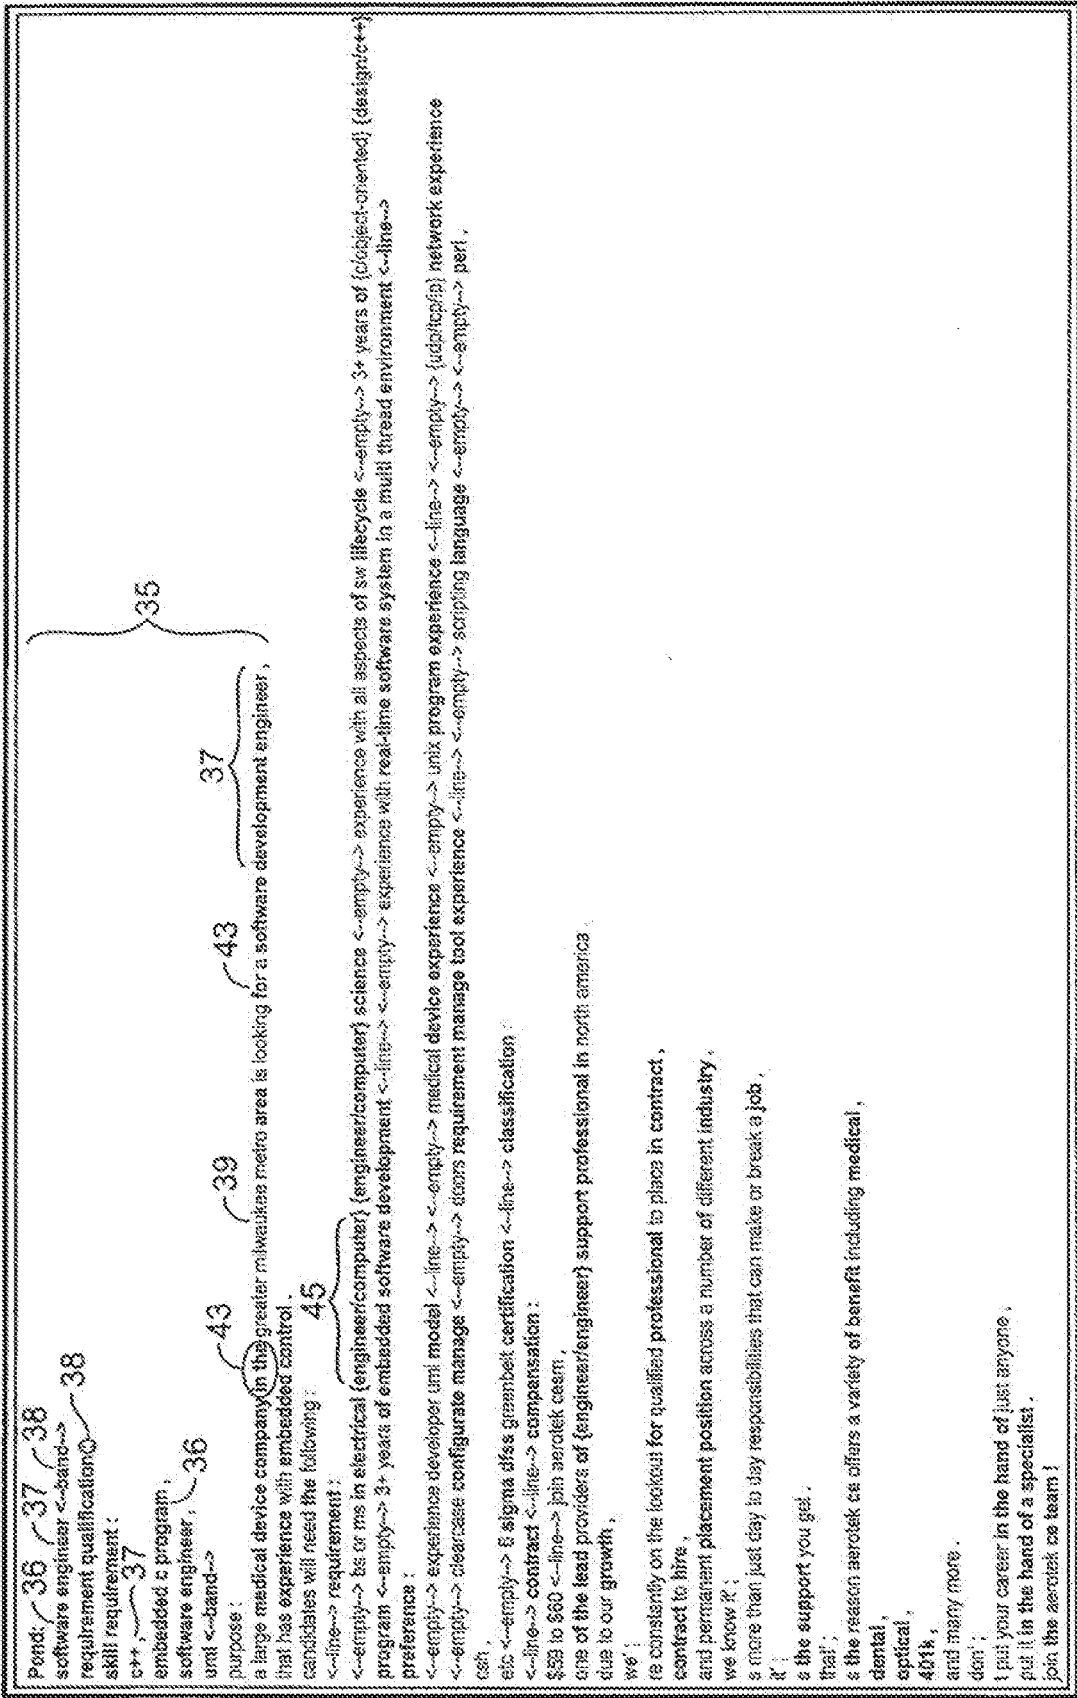 Pend: 36 37 38
software engineer <--band-->
requirement qualification 38
skill requirement :
c++ , 37
embedded c program ,
software engineer , 36
uml <--band-->
purpose :
43 39 43 37 35
a large medical device company in the greater milwaukee metro area is looking for a software development engineer ,
that has experience with embedded control .
candidates will need the following : 45
<--line--> requirement :
<--empty--> bs or ms in electrical {engineer/computer} {engineer/computer} science <--empty--> experience with all aspects of sw lifecycle <--empty--> 3+ years of {c/object-oriented} {design/c++}
program <--empty--> 3+ years of embedded software development <--line--> <--empty--> experience with real-time software system in a multi thread environment <--line-->
preference :
<--empty--> experience developer uml model <--line--> <--empty--> medical device experience <--empty--> unix program experience <--line--> <--empty--> {udp/tcp/ip} network experience
<--empty--> clearcase configurate manage <--empty--> doors requirement manage tool experience <--line--> <--empty--> scripting language <--empty--> <--empty--> perl ,
csh ,
etc <--empty--> 6 sigma dfss greenbelt certification <--line--> classification :
<--line--> contract <--line--> compensation :
$50 to $60 <--line--> join aerotek ceem ,
one of the lead providers of {engineer/engineer} support professional in north america
due to our growth ,
we' :
re constantly on the lookout for qualified professional to place in contract ,
contract to hire ,
and permanent placement position across a number of different industry ,
we know it' ;
s more than just day to day responsibilities that can make or break a job ,
it' ;
s the support you get .
that' ;
s the reason aerotek ce offers a variety of benefit including medical ,
dental ,
optical ,
401k ,
and many more .
don' ;
t put your career in the hand of just anyone ,
put it in the hand of a specialist .
join the aerotek ce team !